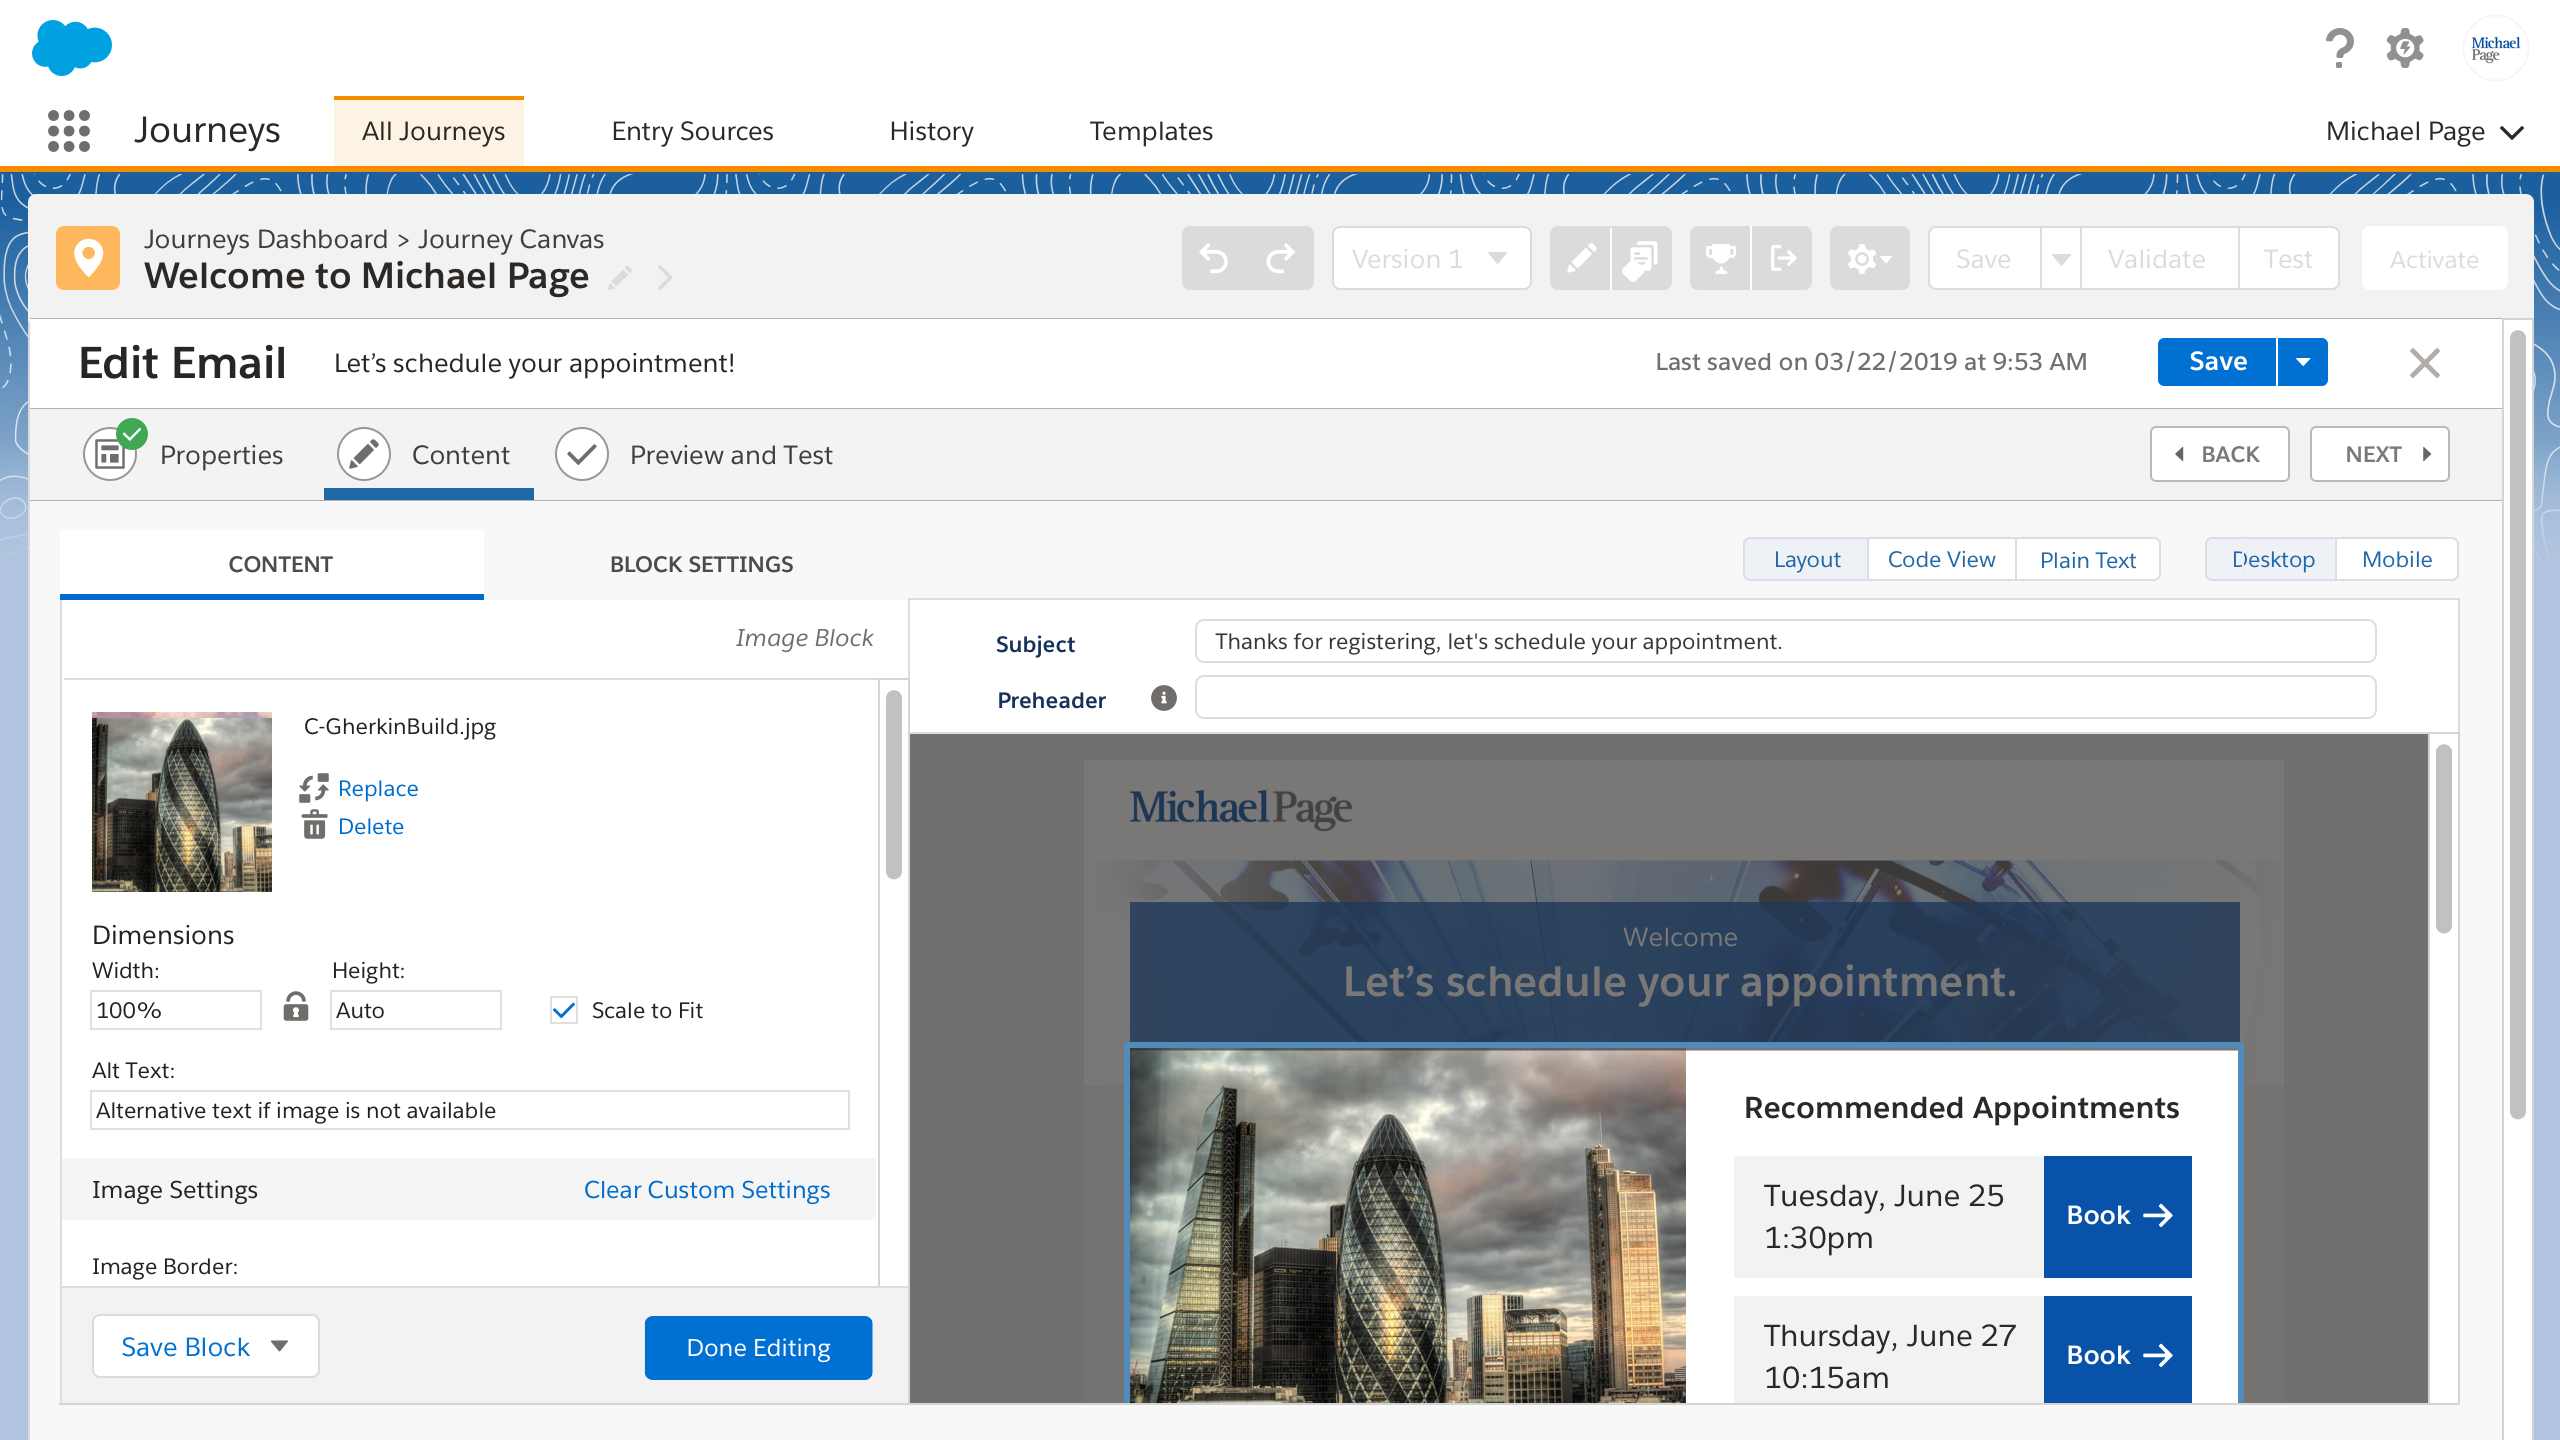 Michael
Page
Journeys
All Journeys
Entry Sources
History
Templates
Michael Page
Journeys Dashboard > Journey Canvas
Welcome to Michael Page
Version 1
Save
Validate
Test
Activate
Edit Email
Let’s schedule your appointment!
Last saved on 03/22/2019 at 9:53 AM
Save
Properties
Content
Preview and Test
BACK
NEXT
CONTENT
BLOCK SETTINGS
Layout
Code View
Plain Text
Desktop
Mobile
Image Block
C-GherkinBuild.jpg
Replace
Delete
Dimensions
Width:
Height:
100%
Auto
Scale to Fit
Alt Text:
Alternative text if image is not available
Image Settings
Clear Custom Settings
Image Border:
Save Block
Done Editing
Subject
Thanks for registering, let's schedule your appointment.
Preheader
MichaelPage
Welcome
Let’s schedule your appointment.
Recommended Appointments
Tuesday, June 25
1:30pm
Book
Thursday, June 27
10:15am
Book